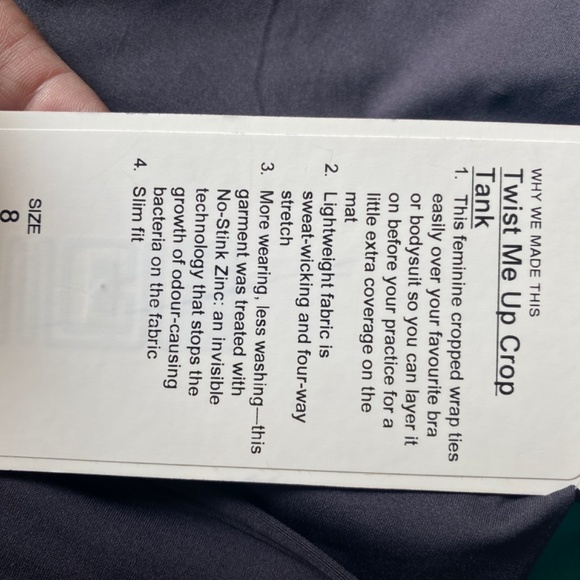 WHY WE MADE THIS
Twist Me Up Crop
Tank
1. This feminine cropped wrap ties
easily over your favourite bra
or bodysuit so you can layer it
on before your practice for a
little extra coverage on the
mat
2. Lightweight fabric is
sweat-wicking and four-way
stretch
3. More wearing, less washing—this
garment was treated with
No-Stink Zinc: an invisible
technology that stops the
growth of odour-causing
bacteria on the fabric
4. Slim fit
SIZE
8